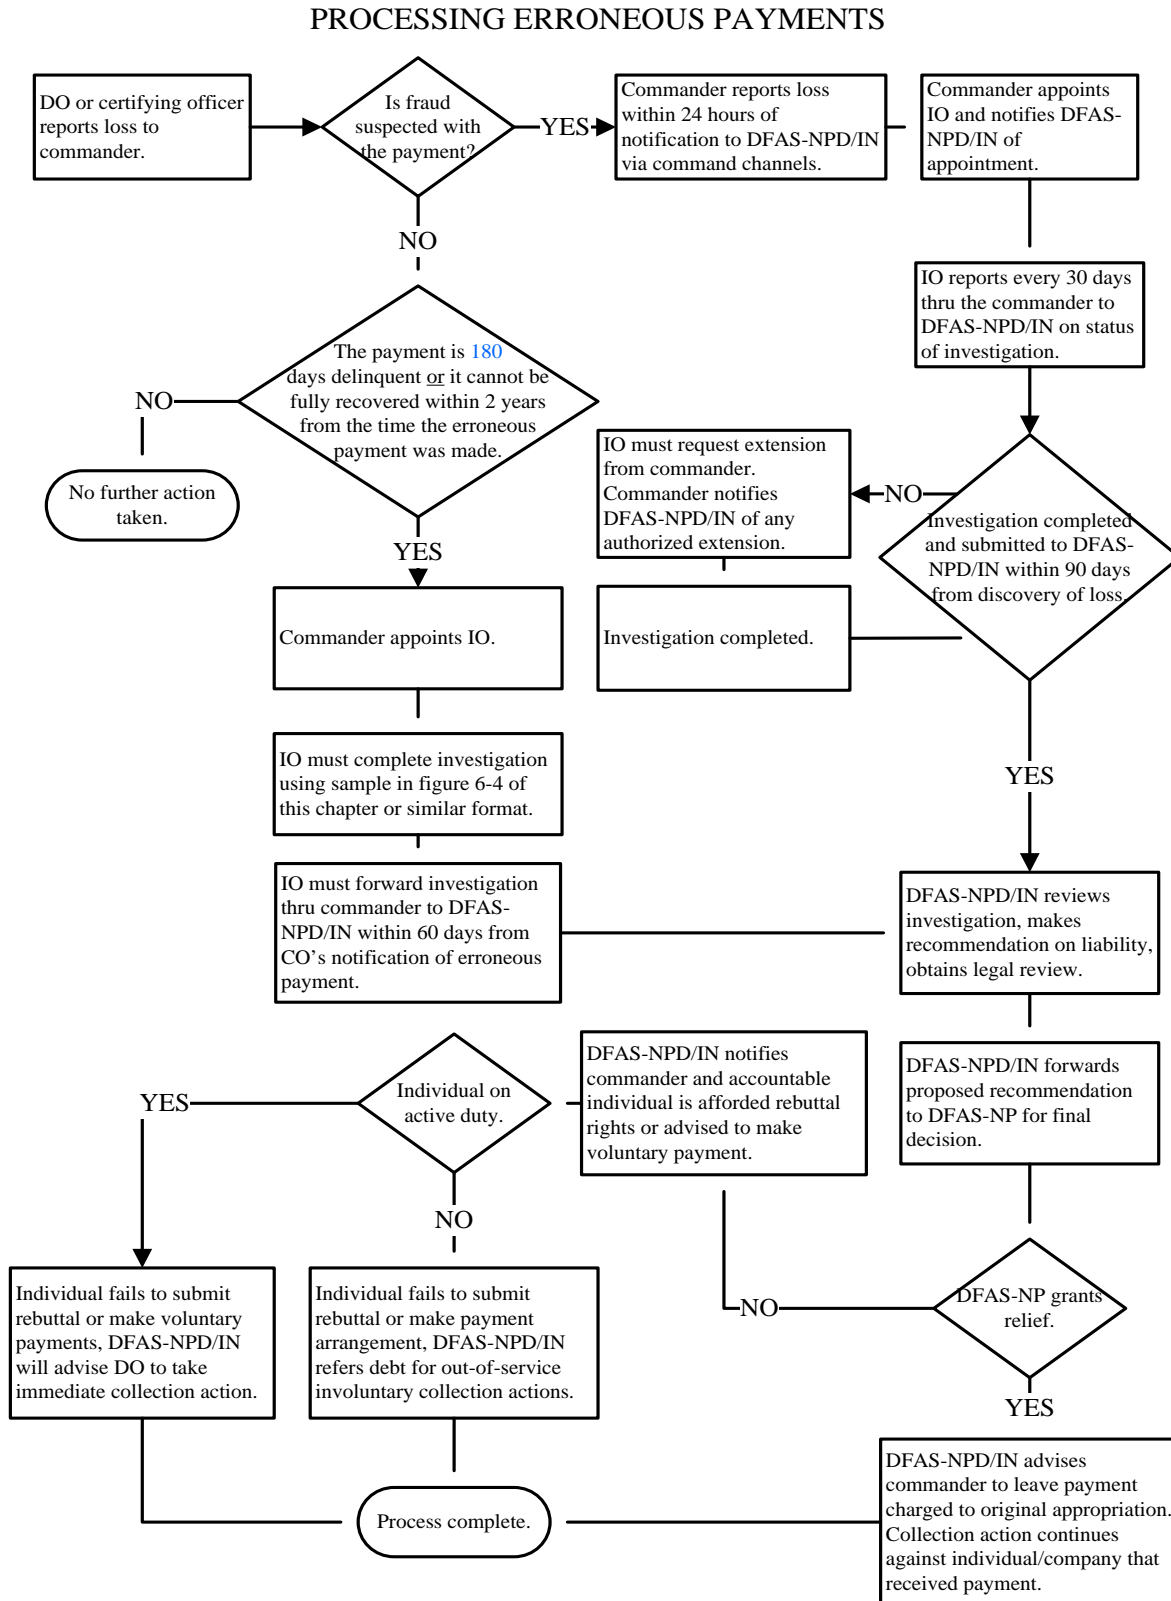 PROCESSING ERRONEOUS PAYMENTS
DO or certifying officer
reports loss to
commander.
Is fraud
suspected with
the payment?
YES
Commander reports loss
within 24 hours of
notification to DFAS-NPD/IN
via command channels.
Commander appoints
IO and notifies DFAS-
NPD/IN of
appointment.
NO
IO reports every 30 days
thru the commander to
DFAS-NPD/IN on status
of investigation.
The payment is 180
days delinquent or it cannot be
fully recovered within 2 years
from the time the erroneous
payment was made.
NO
No further action
taken.
YES
IO must request extension
from commander.
Commander notifies
DFAS-NPD/IN of any
authorized extension.
NO
Investigation completed
and submitted to DFAS-
NPD/IN within 90 days
from discovery of loss.
Commander appoints IO.
Investigation completed.
YES
IO must complete investigation
using sample in figure 6-4 of
this chapter or similar format.
IO must forward investigation
thru commander to DFAS-
NPD/IN within 60 days from
CO's notification of erroneous
payment.
DFAS-NPD/IN reviews
investigation, makes
recommendation on liability,
obtains legal review.
DFAS-NPD/IN forwards
proposed recommendation
to DFAS-NP for final
decision.
DFAS-NPD/IN notifies
commander and accountable
individual is afforded rebuttal
rights or advised to make
voluntary payment.
Individual on
active duty.
YES
NO
DFAS-NP grants
relief.
NO
YES
Individual fails to submit
rebuttal or make voluntary
payments, DFAS-NPD/IN
will advise DO to take
immediate collection action.
Individual fails to submit
rebuttal or make payment
arrangement, DFAS-NPD/IN
refers debt for out-of-service
involuntary collection actions.
DFAS-NPD/IN advises
commander to leave payment
charged to original appropriation.
Collection action continues
against individual/company that
received payment.
Process complete.